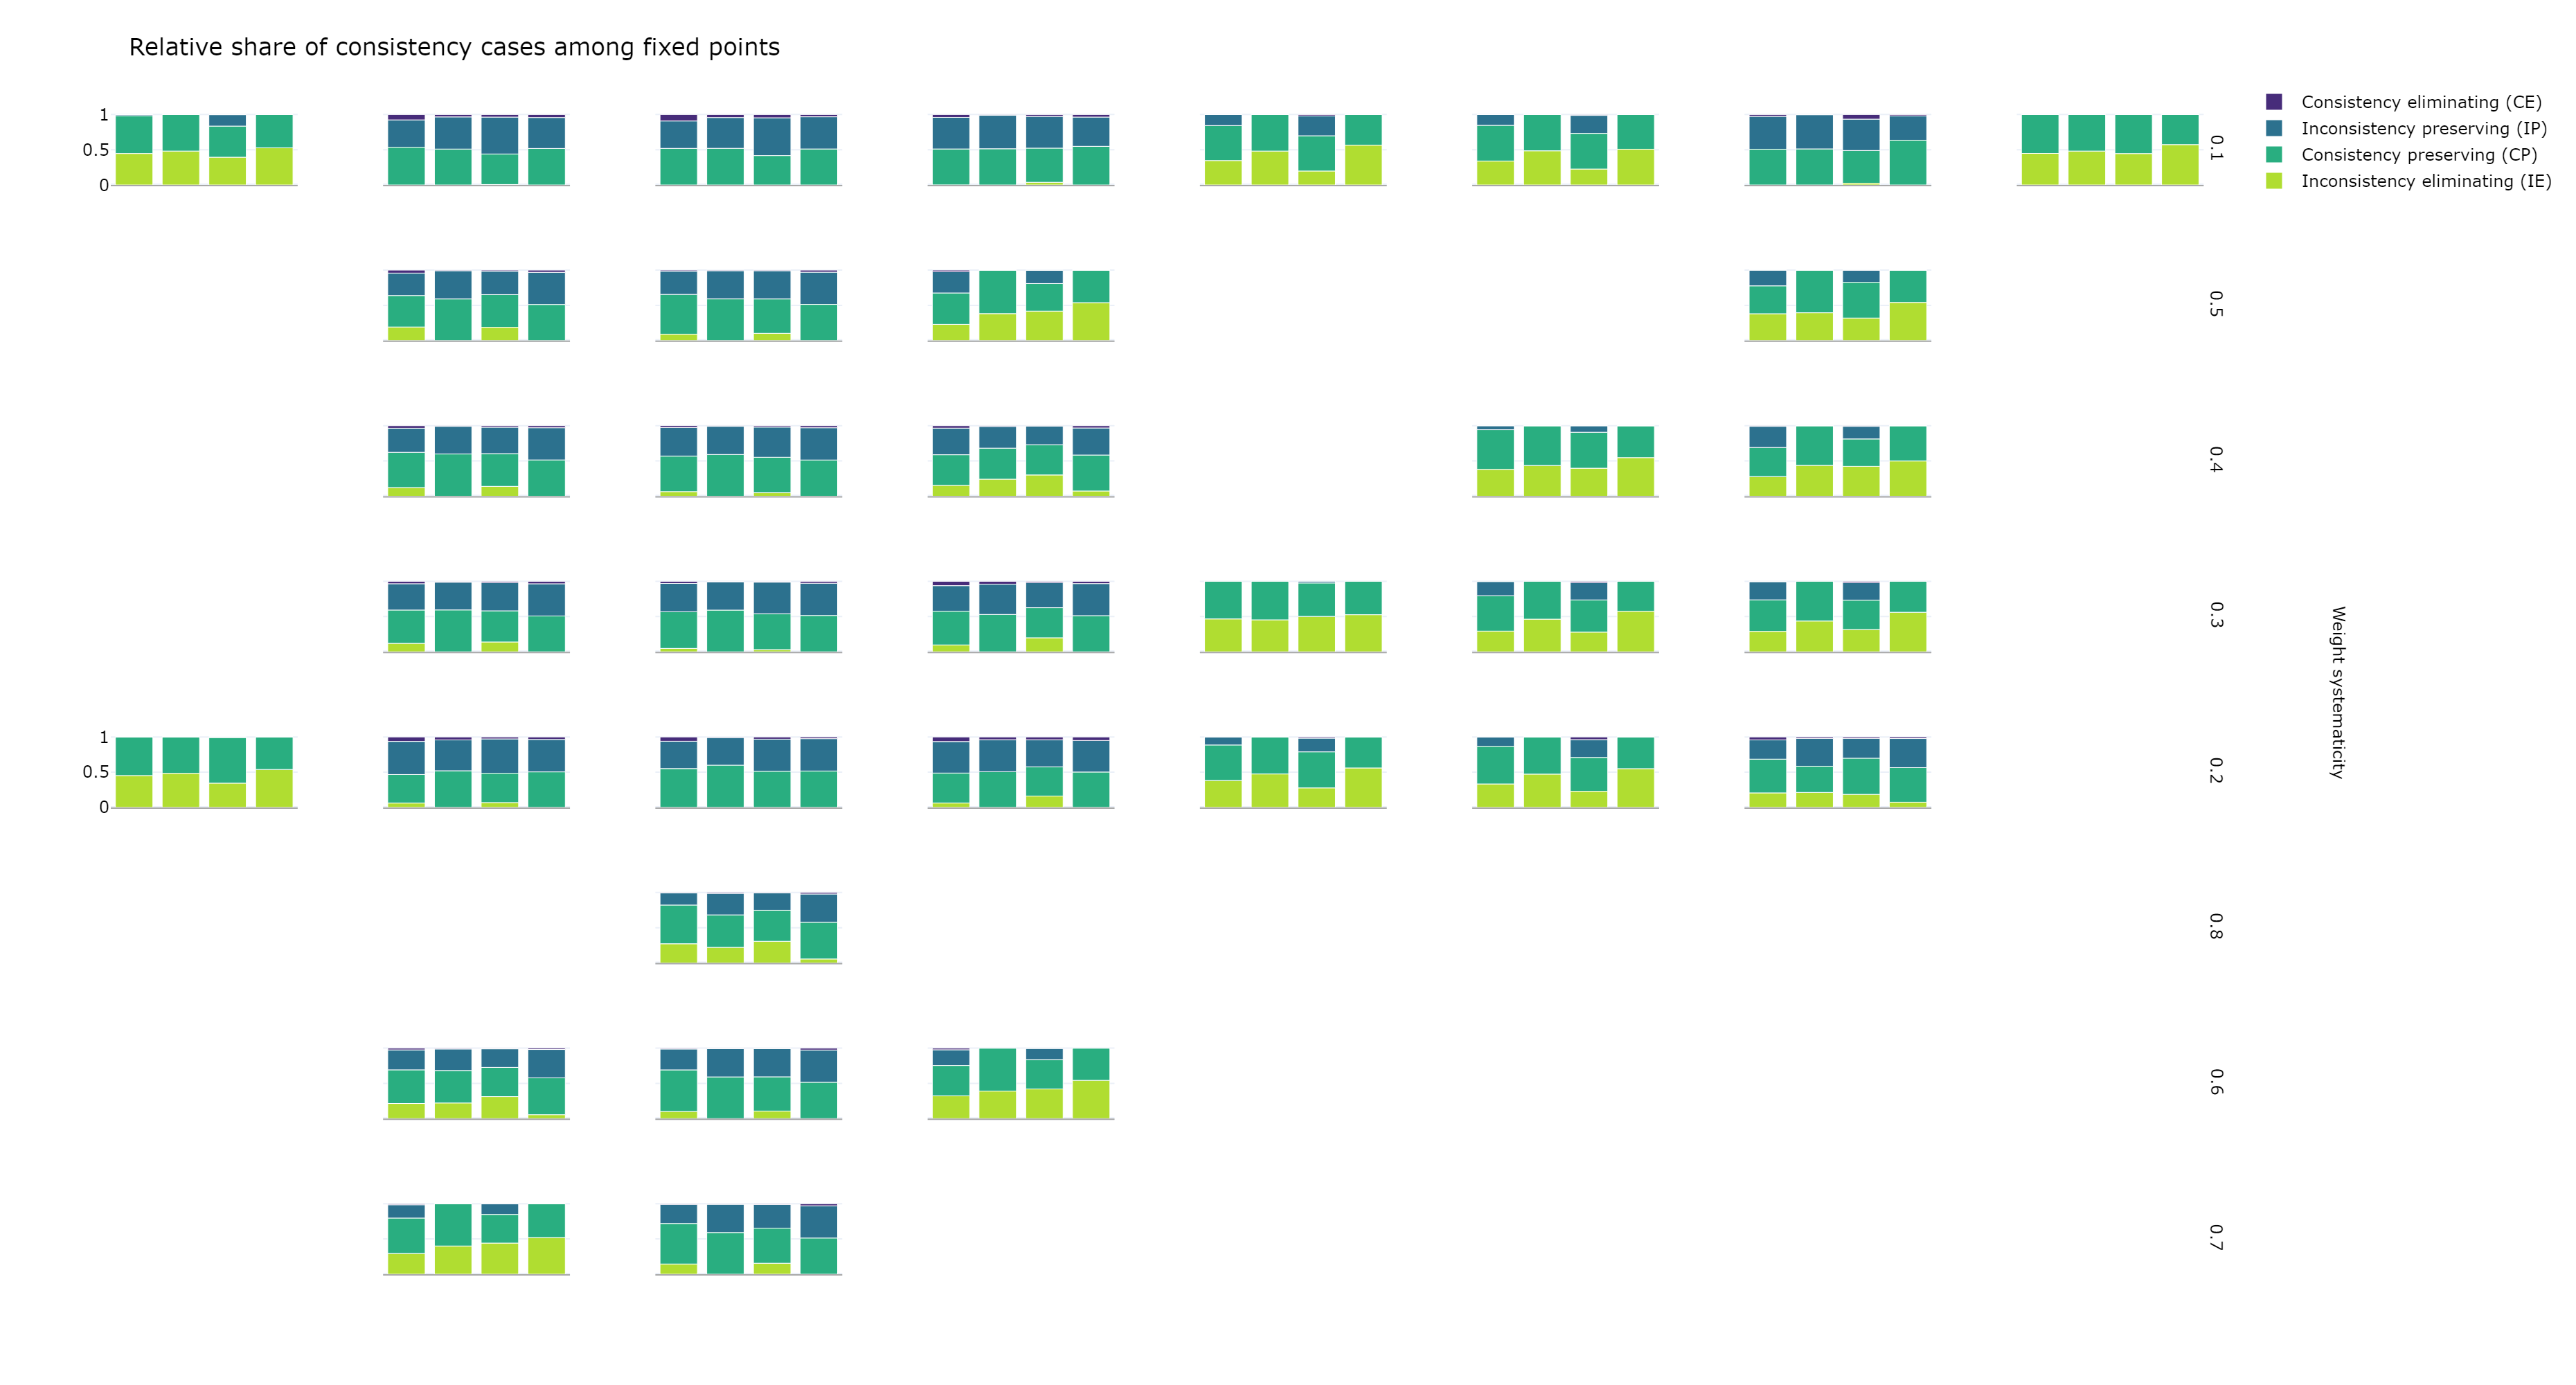 Relative share of consistency cases among fixed points
Consistency eliminating (CE)
Inconsistency preserving (IP)
Consistency preserving (CP)
Inconsistency eliminating (IE)
1
0.5
0
0.1
0.5
0.4
0.3
Weight systematicity
1
0.5
0
0.2
0.8
0.6
0.7